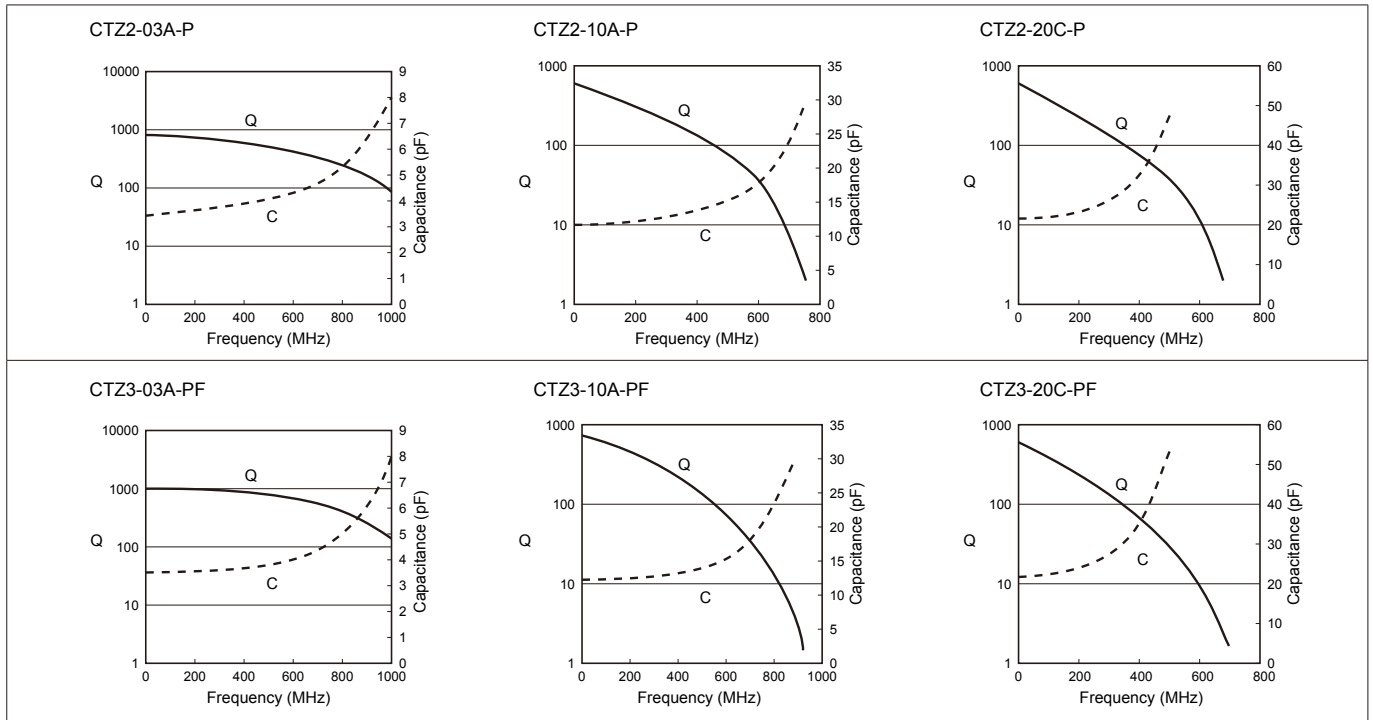 CTZ2-03A-P
10000
1000
100
10
1
Q
Q
C
9
8
7
6
5
4
3
2
1
0
Capacitance (pF)
0 200 400 600 800 1000
Frequency (MHz)
CTZ2-10A-P
1000
100
10
1
Q
Q
C
35
30
25
20
15
10
5
0
Capacitance (pF)
0 200 400 600 800
Frequency (MHz)
CTZ2-20C-P
1000
100
10
1
Q
Q
C
60
50
40
30
20
10
0
Capacitance (pF)
0 200 400 600 800
Frequency (MHz)
CTZ3-03A-PF
10000
1000
100
10
1
Q
Q
C
9
8
7
6
5
4
3
2
1
0
Capacitance (pF)
0 200 400 600 800 1000
Frequency (MHz)
CTZ3-10A-PF
1000
100
10
1
Q
Q
C
35
30
25
20
15
10
5
0
Capacitance (pF)
0 200 400 600 800 1000
Frequency (MHz)
CTZ3-20C-PF
1000
100
10
1
Q
Q
C
60
50
40
30
20
10
0
Capacitance (pF)
0 200 400 600 800
Frequency (MHz)